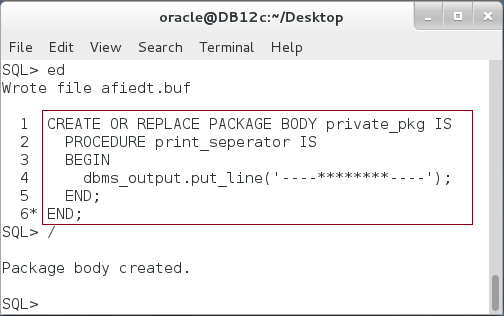 oracle@DB12c:~/Desktop
File Edit View Search Terminal Help
SQL> ed
Wrote file afiedt.buf
1 CREATE OR REPLACE PACKAGE BODY private_pkg IS
2 PROCEDURE print_seperator IS
3 BEGIN
4 dbms_output.put_line('----********----');
5 END;
6* END;
SQL> /
Package body created.
SQL>